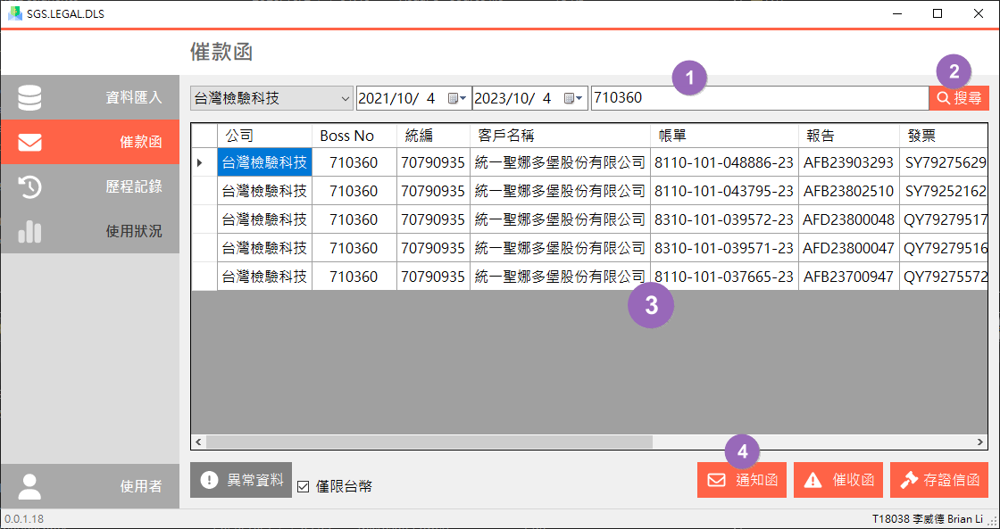 SGS.LEGAL.DLS
催款函
資料匯入
催款函
歷程記錄
使用狀況
使用者
台灣檢驗科技 2021/10/ 4 2023/10/ 4 710360 搜尋
1
2
公司 Boss No 統編 客戶名稱 帳單 報告 發票
台灣檢驗科技 710360 70790935 統一聖娜多堡股份有限公司 8110-101-048886-23 AFB23903293 SY79275629
台灣檢驗科技 710360 70790935 統一聖娜多堡股份有限公司 8110-101-043795-23 AFB23802510 SY79252162
台灣檢驗科技 710360 70790935 統一聖娜多堡股份有限公司 8310-101-039572-23 AFD23800048 QY79279517
台灣檢驗科技 710360 70790935 統一聖娜多堡股份有限公司 8310-101-039571-23 AFD23800047 QY79279516
台灣檢驗科技 710360 70790935 統一聖娜多堡股份有限公司 8110-101-037665-23 AFB23700947 QY79275572
3
4
異常資料 僅限台幣 通知函 催收函 存證信函
0.0.1.18 T18038 李威德 Brian Li